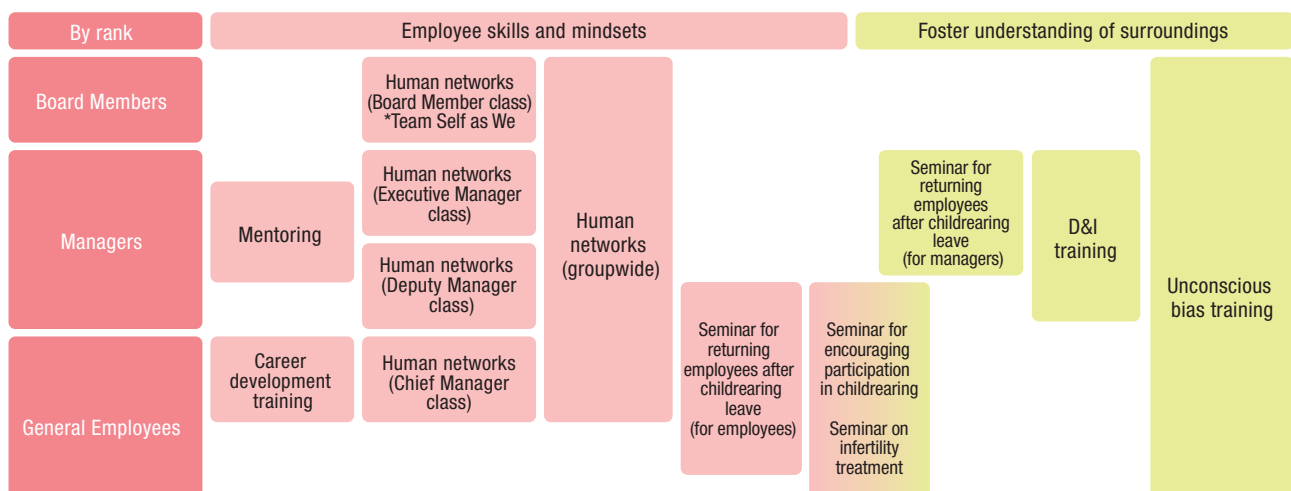 By rank
Employee skills and mindsets
Foster understanding of surroundings
Board Members
Managers
General Employees
Mentoring
Career
development
training
Human networks
(Board Member class)
*Team Self as We
Human networks
(Executive Manager
class)
Human networks
(Deputy Manager
class)
Human networks
(Chief Manager
class)
Human
networks
(groupwide)
Seminar for
returning
employees after
childrearing
leave
(for employees)
Seminar for
encouraging
participation
in childrearing
Seminar on
infertility
treatment
Seminar for
returning
employees
after childrearing
leave
(for managers)
D&I
training
Unconscious
bias training